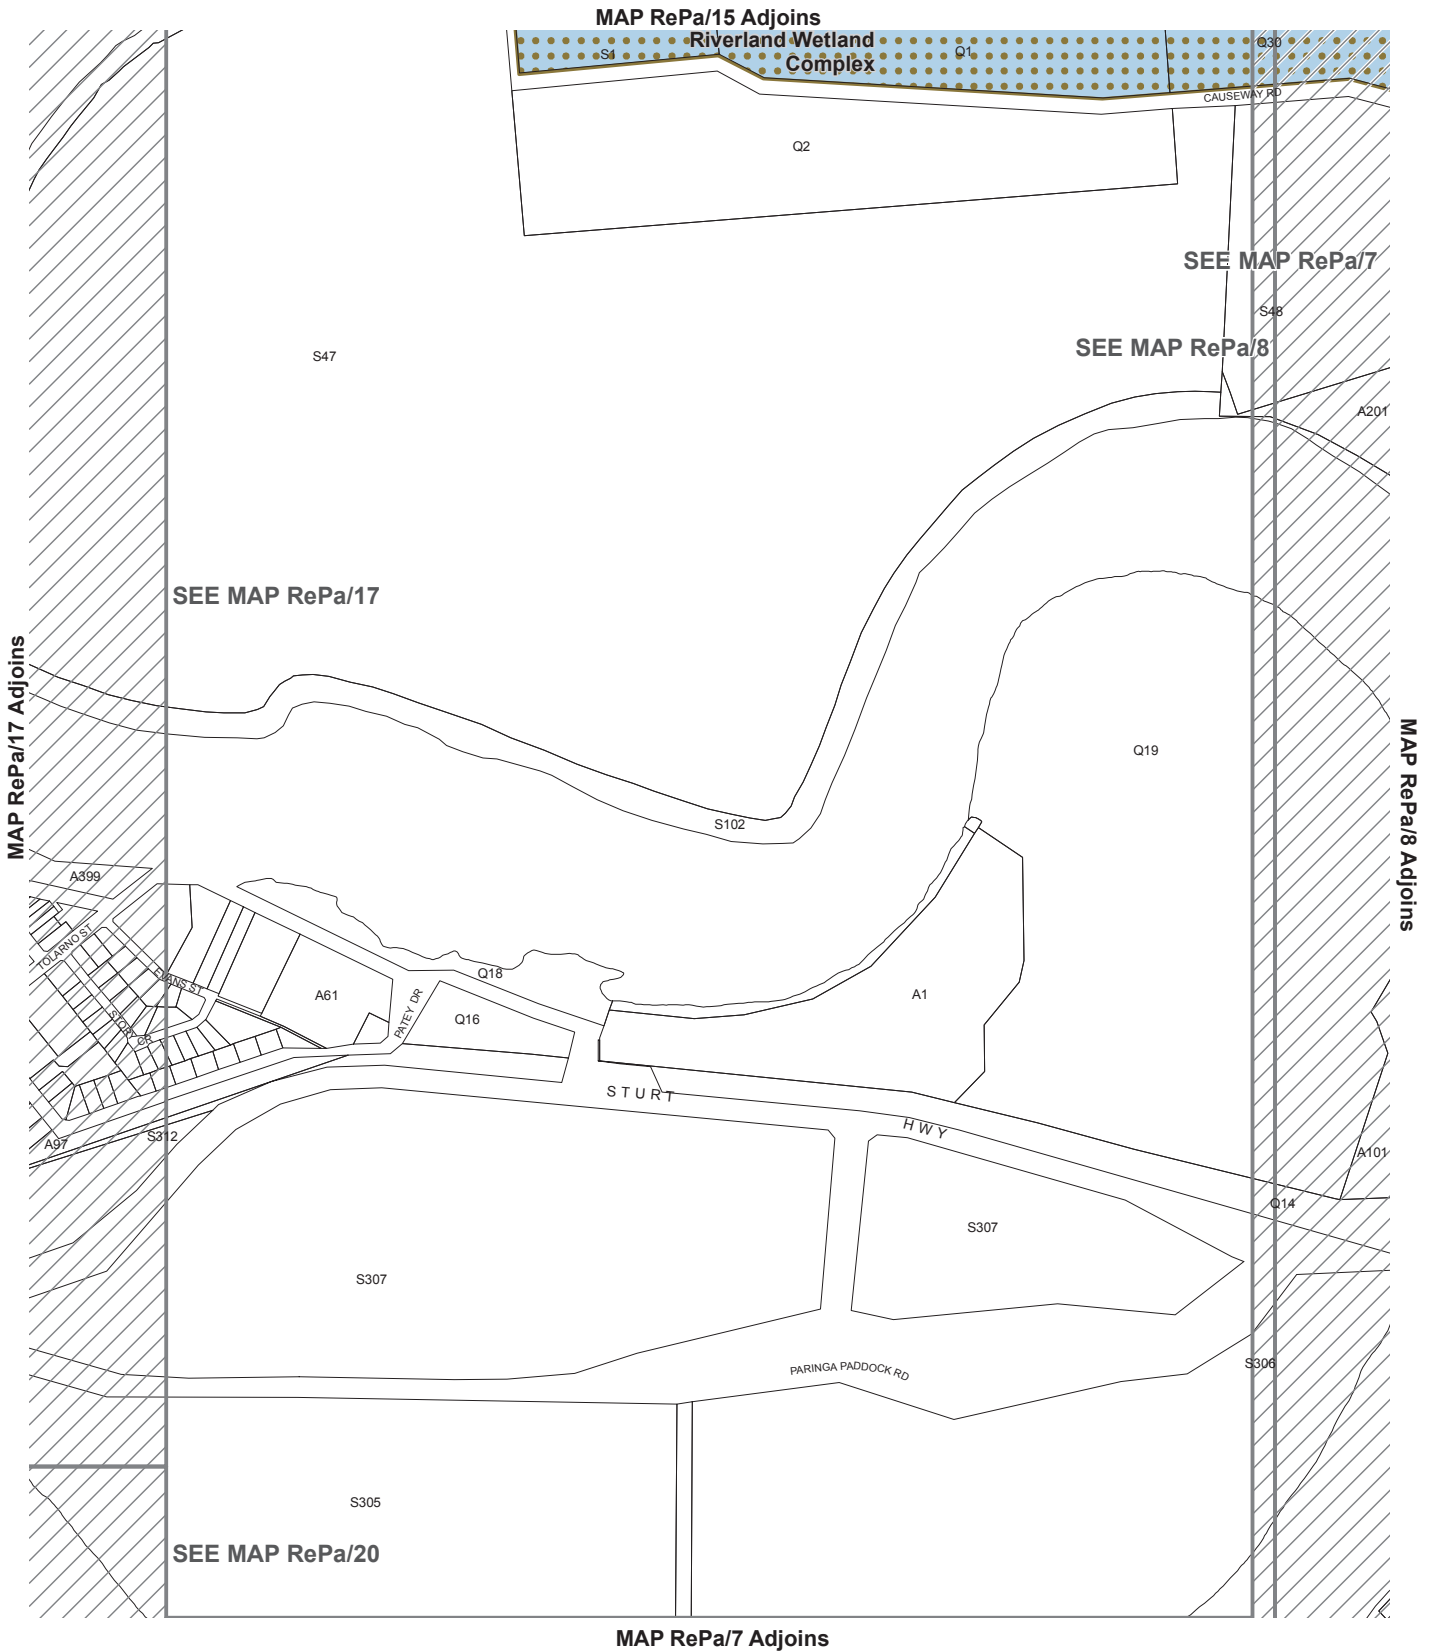 MAP RePa/15 Adjoins
Riverland Wetland
Complex
S1
Q1
Q30
CAUSEWAY RD
Q2
SEE MAP RePa/7
S48
SEE MAP RePa/8
S47
A201
SEE MAP RePa/17
MAP RePa/17 Adjoins
MAP RePa/8 Adjoins
Q19
S102
A399
TOLARNO ST
EVANS ST
STORY CR
A61
PATEY DR
Q18
Q16
A1
STURT
HWY
A97
S312
A101
Q14
S307
S307
PARINGA PADDOCK RD
S306
S305
SEE MAP RePa/20
MAP RePa/7 Adjoins